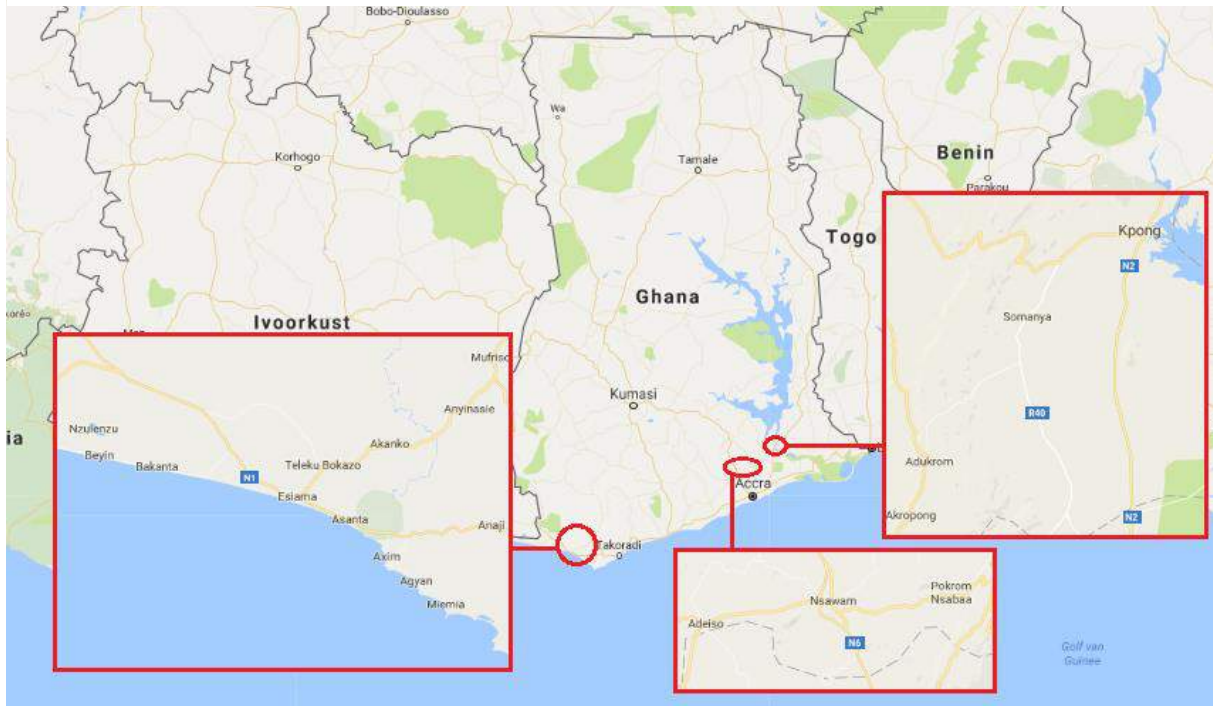 Bobo-Dioulasso
Wa
Korhogo
Tamale
Benin
Parakou
Togo
Ghana
Ivoorkust
koré
Kumasi
ia
Accra
Takoradi
Golf van
Guinee
Mufriso
Anyinasie
Nzulenzu
Akanko
Beyin
Bakanta
Teleku Bokazo
N1
Esiama
Asanta
Anaji
Axim
Agyan
Miemia
Kpong
N2
Somanya
R40
Adukrom
Akropong
N2
Pokrom
Nsabaa
Nsawam
Adeiso
N6